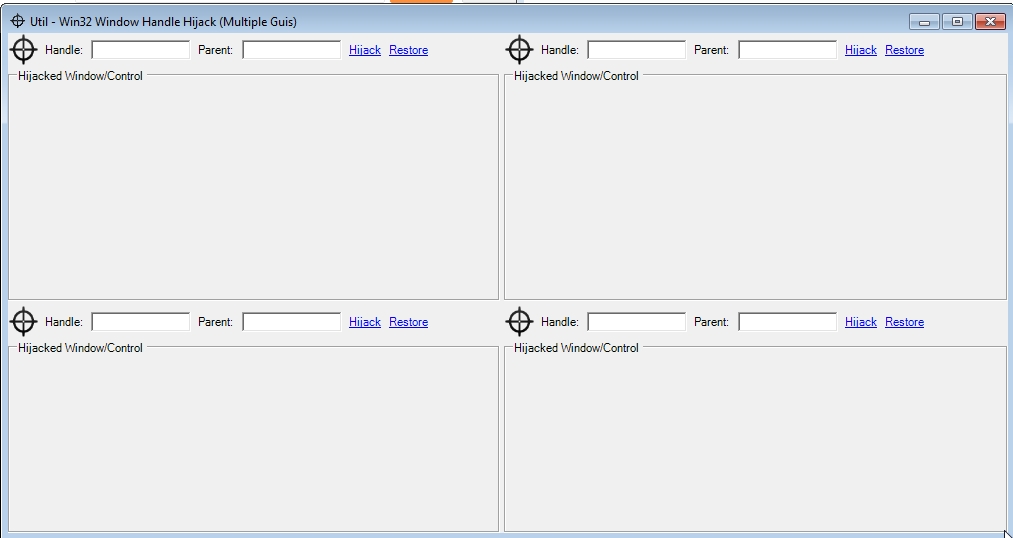 Util - Win32 Window Handle Hijack (Multiple Guis)
Handle: Parent: Hijack Restore Handle: Parent: Hijack Restore
Hijacked Window/Control Hijacked Window/Control
Handle: Parent: Hijack Restore Handle: Parent: Hijack Restore
Hijacked Window/Control Hijacked Window/Control